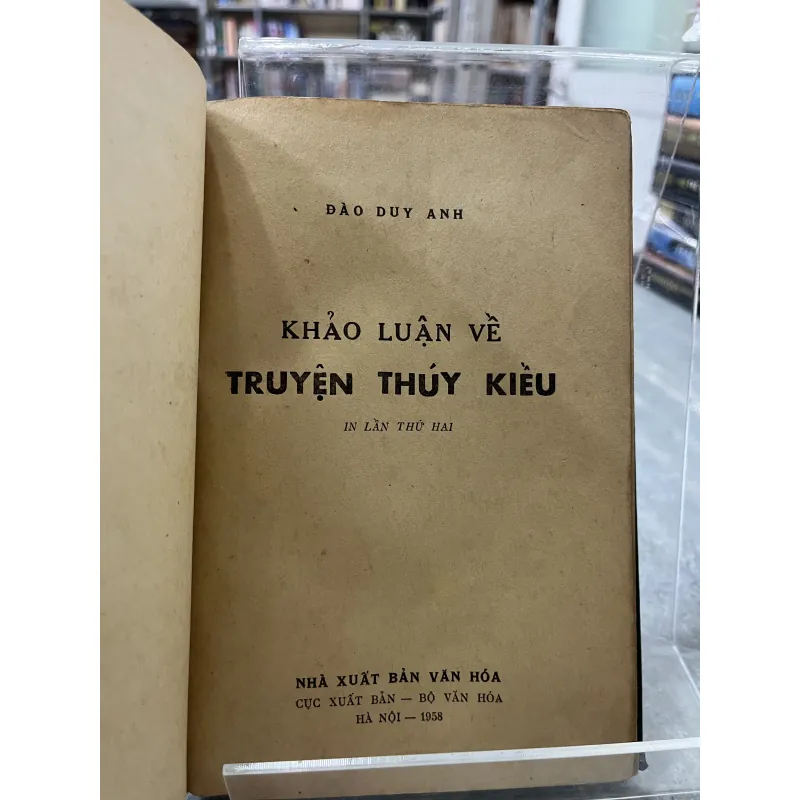 ĐÀO DUY ANH
KHẢO LUẬN VỀ
TRUYỆN THÚY KIỀU
IN LẦN THỨ HAI
NHÀ XUẤT BẢN VĂN HÓA
CỤC XUẤT BẢN — BỘ VĂN HÓA
HÀ NỘI — 1958